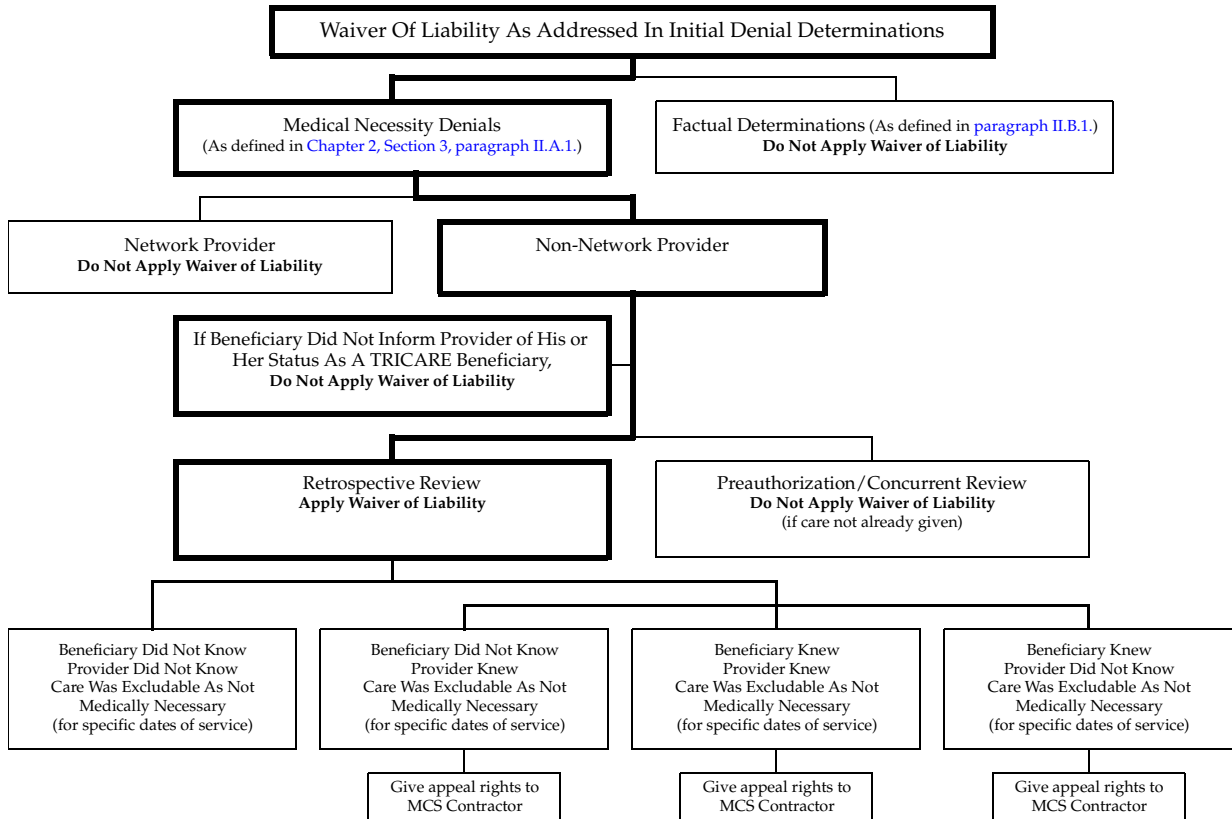 Waiver Of Liability As Addressed In Initial Denial Determinations
Medical Necessity Denials
(As defined in Chapter 2, Section 3, paragraph II.A.1.)
Factual Determinations (As defined in paragraph II.B.1.)
Do Not Apply Waiver of Liability
Network Provider
Do Not Apply Waiver of Liability
Non-Network Provider
If Beneficiary Did Not Inform Provider of His or
Her Status As A TRICARE Beneficiary,
Do Not Apply Waiver of Liability
Retrospective Review
Apply Waiver of Liability
Preauthorization/Concurrent Review
Do Not Apply Waiver of Liability
(if care not already given)
Beneficiary Did Not Know
Provider Did Not Know
Care Was Excludable As Not
Medically Necessary
(for specific dates of service)
Beneficiary Did Not Know
Provider Knew
Care Was Excludable As Not
Medically Necessary
(for specific dates of service)
Beneficiary Knew
Provider Knew
Care Was Excludable As Not
Medically Necessary
(for specific dates of service)
Beneficiary Knew
Provider Did Not Know
Care Was Excludable As Not
Medically Necessary
(for specific dates of service)
Give appeal rights to
MCS Contractor
Give appeal rights to
MCS Contractor
Give appeal rights to
MCS Contractor